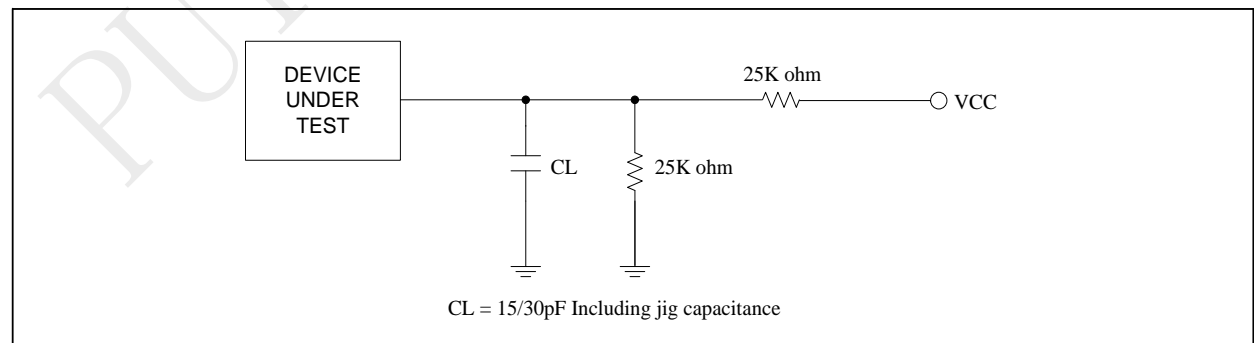 DEVICE
UNDER
TEST
25K ohm
VCC
CL
25K ohm
CL = 15/30pF Including jig capacitance